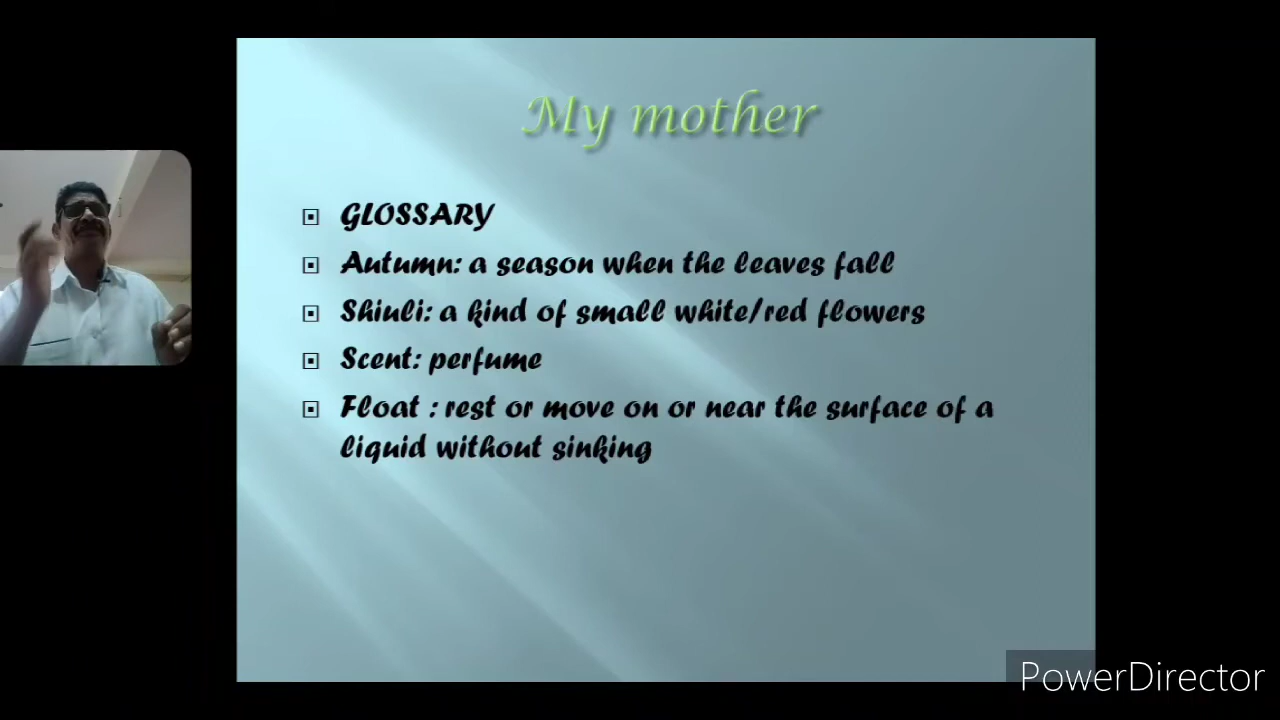 My mother
GLOSSARY
Autumn: a season when the leaves fall
Shiuli: a kind of small white/red flowers
Scent: perfume
Float : rest or move on or near the surface of a
liquid without sinking
PowerDirector